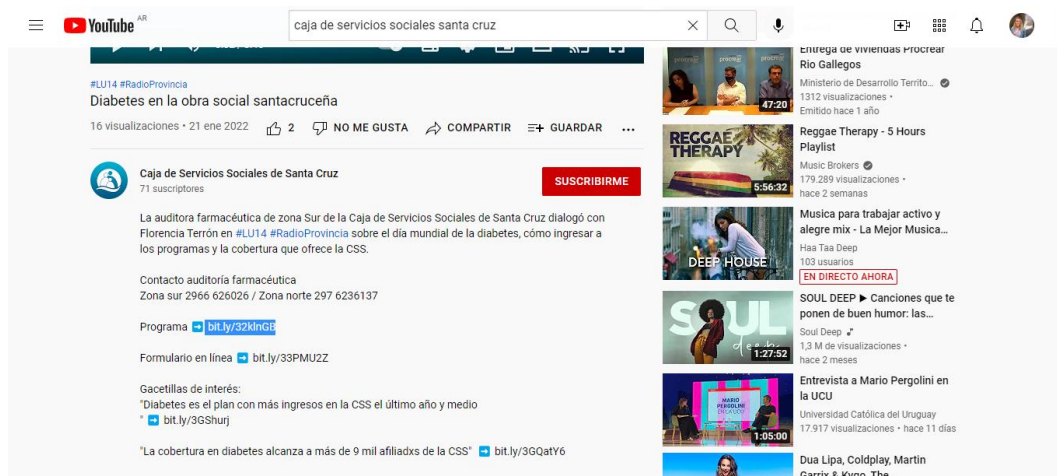 YouTube AR
caja de servicios sociales santa cruz
#LU14 #RadioProvincia
Diabetes en la obra social santacruceña
16 visualizaciones • 21 ene 2022
2
NO ME GUSTA
COMPARTIR
GUARDAR
Caja de Servicios Sociales de Santa Cruz
71 suscriptores
SUSCRIBIRME
La auditora farmacéutica de zona Sur de la Caja de Servicios Sociales de Santa Cruz dialogó con
Florencia Terrón en #LU14 #RadioProvincia sobre el día mundial de la diabetes, cómo ingresar a
los programas y la cobertura que ofrece la CSS.
Contacto auditoría farmacéutica
Zona sur 2966 626026 / Zona norte 297 6236137
Programa ➡ bit.ly/32klnGB
Formulario en línea ➡ bit.ly/33PMU2Z
Gacetillas de interés:
"Diabetes es el plan con más ingresos en la CSS el último año y medio
" ➡ bit.ly/3GShurj
"La cobertura en diabetes alcanza a más de 9 mil afiliadxs de la CSS" ➡ bit.ly/3GQatY6
procrear
47:20
Entrega de Viviendas Procrear
Rio Gallegos
Ministerio de Desarrollo Territo...
1312 visualizaciones •
Emitido hace 1 año
REGGAE
THERAPY
5:56:32
Reggae Therapy - 5 Hours
Playlist
Music Brokers
179.289 visualizaciones •
hace 2 semanas
DEEP HOUSE
Musica para trabajar activo y
alegre mix - La Mejor Musica...
Haa Taa Deep
103 usuarios
EN DIRECTO AHORA
SOUL
deep
1:27:52
SOUL DEEP ▶ Canciones que te
ponen de buen humor: las...
Soul Deep
1,3 M de visualizaciones •
hace 2 meses
MARIO
PERGOLINI
EN LA UCU
1:05:00
Entrevista a Mario Pergolini en
la UCU
Universidad Católica del Uruguay
17.917 visualizaciones • hace 11 días
Dua Lipa, Coldplay, Martin
Garrix & Kygo, The